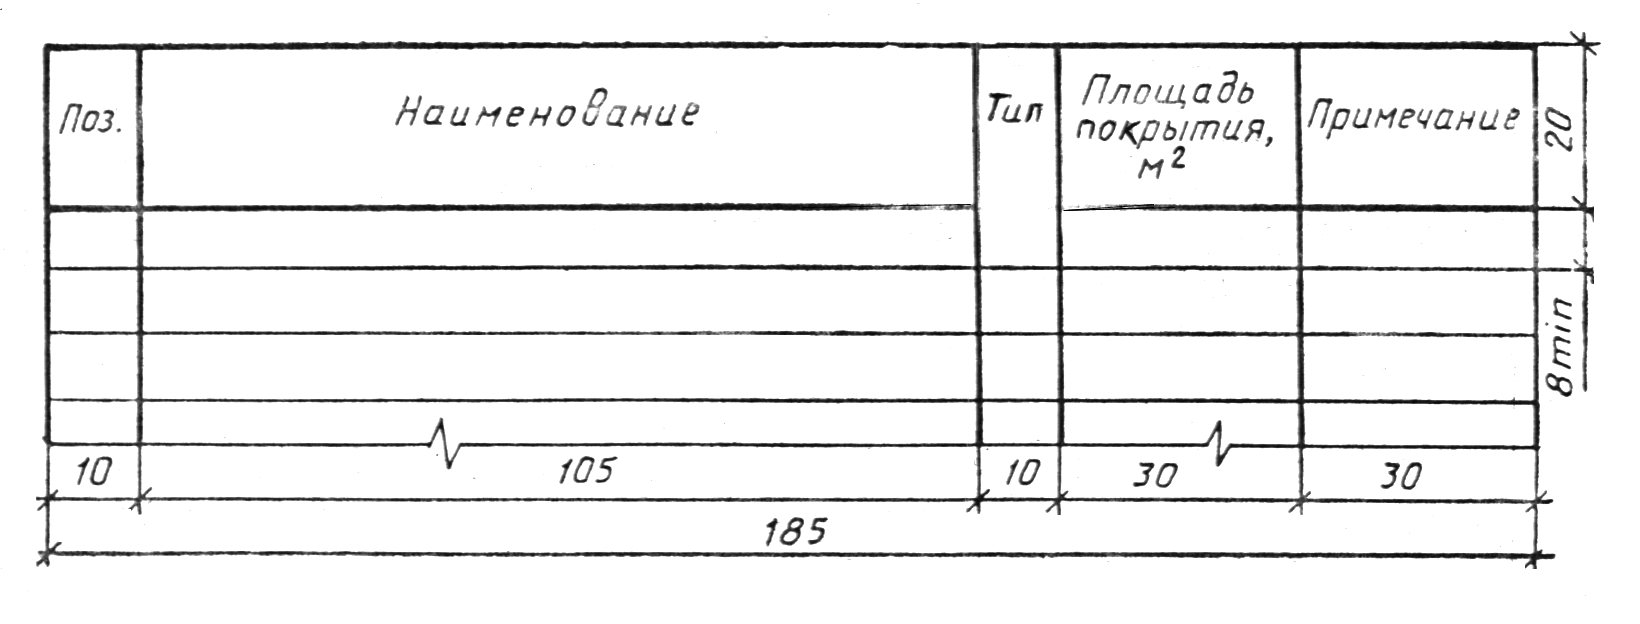 Поз.
Наименование
Тип
Площадь
покрытия,
м²
Примечание
20
8 min
10
105
10
30
30
185